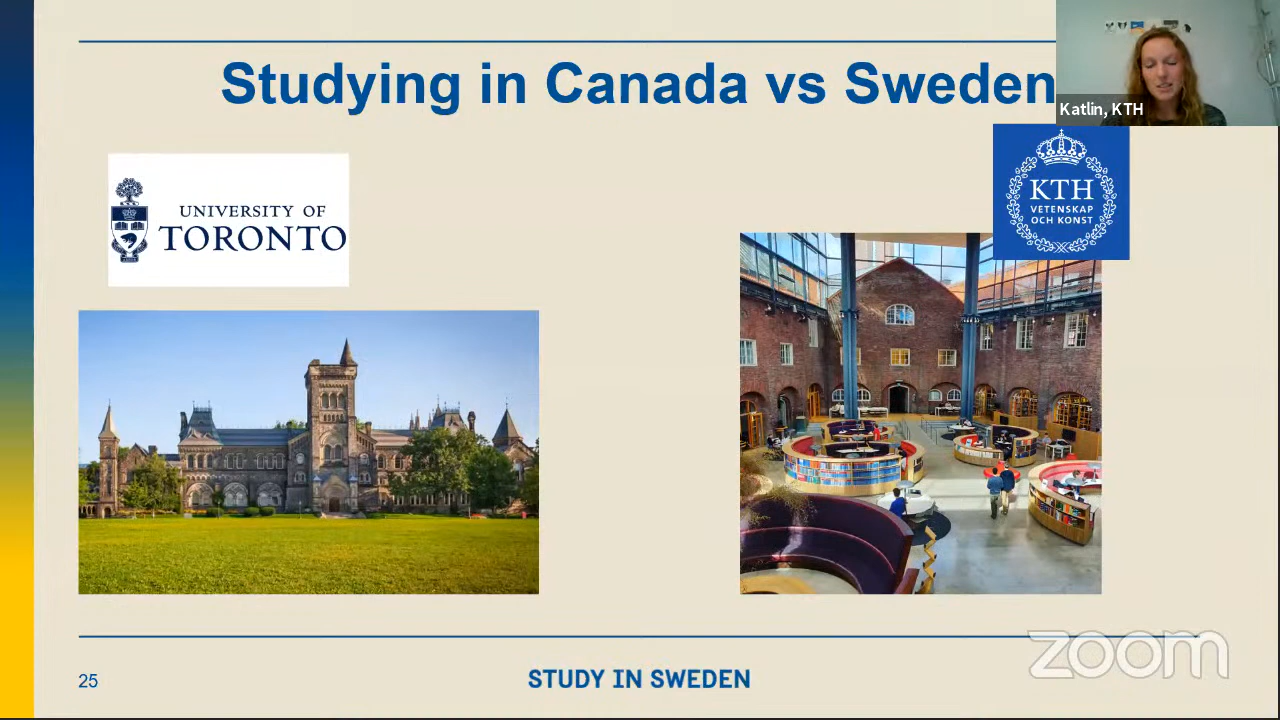 Studying in Canada vs Sweden
Katlin, KTH
UNIVERSITY OF
TORONTO
KTH
VETENSKAP
OCH KONST
zoom
25
STUDY IN SWEDEN